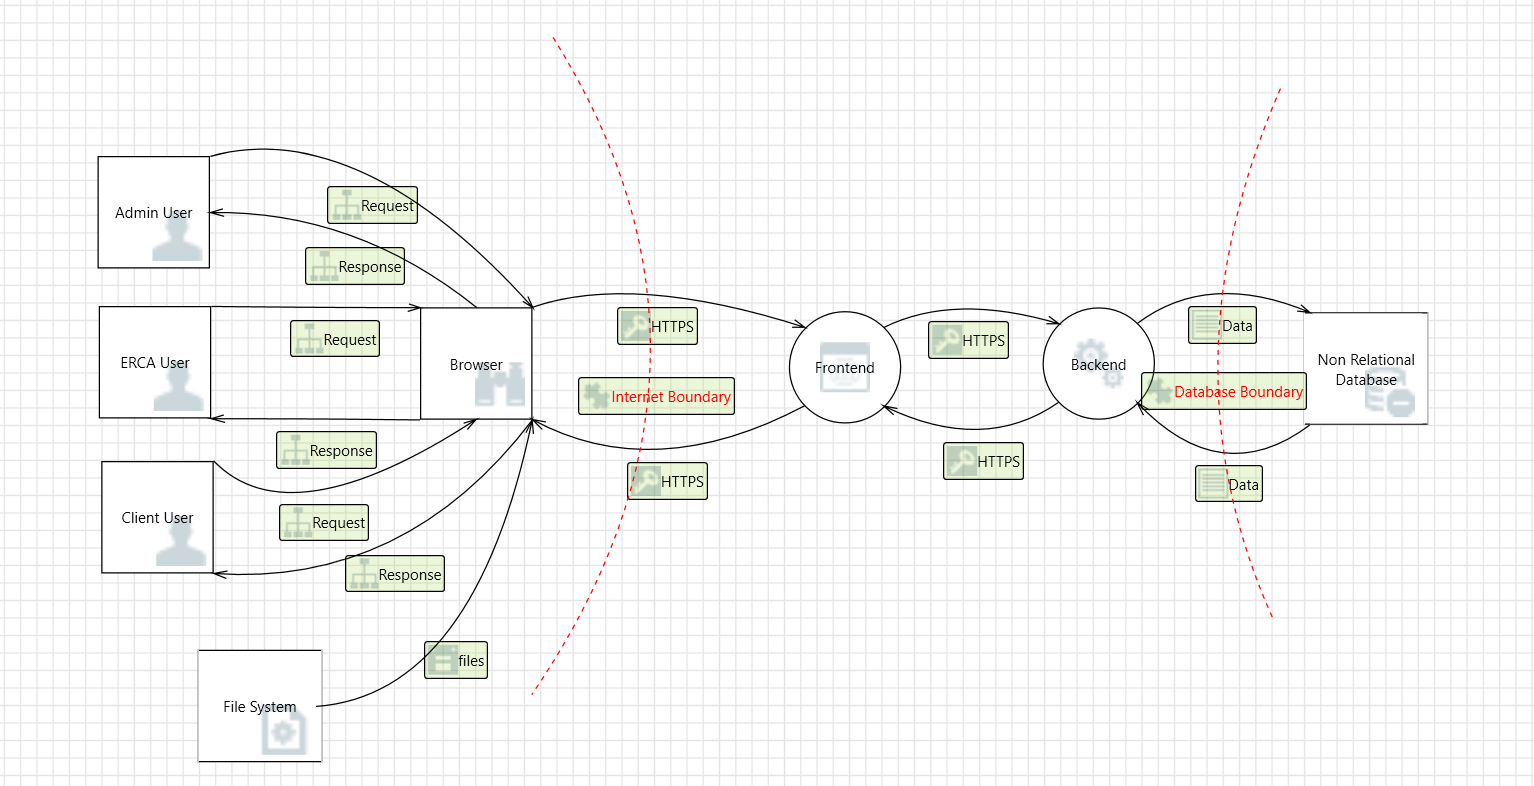 Admin User
Request
Response
ERCA User
Request
Browser
HTTPS
Frontend
HTTPS
Backend
Data
Non Relational
Database
Internet Boundary
Database Boundary
Response
HTTPS
HTTPS
Data
Client User
Request
Response
files
File System